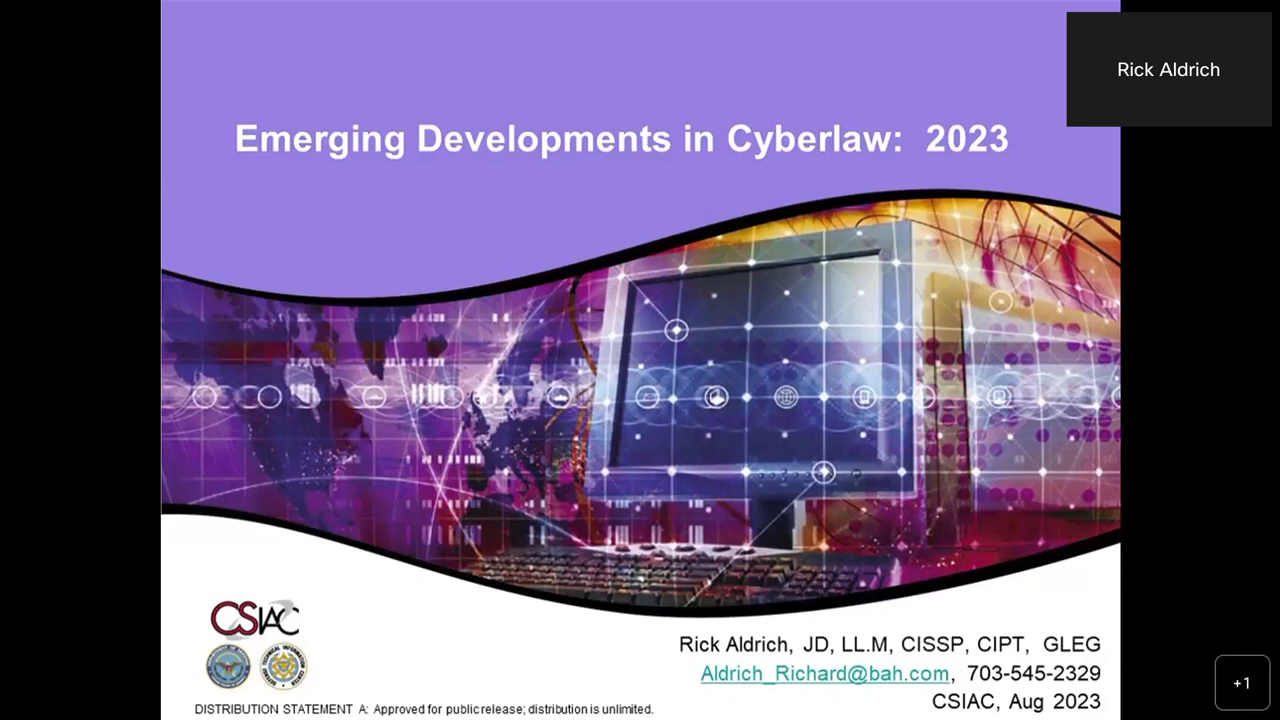 Rick Aldrich
Emerging Developments in Cyberlaw: 2023
CSIAC
Rick Aldrich, JD, LL.M, CISSP, CIPT, GLEG
Aldrich_Richard@bah.com, 703-545-2329
CSIAC, Aug 2023
DISTRIBUTION STATEMENT A: Approved for public release; distribution is unlimited.
+1